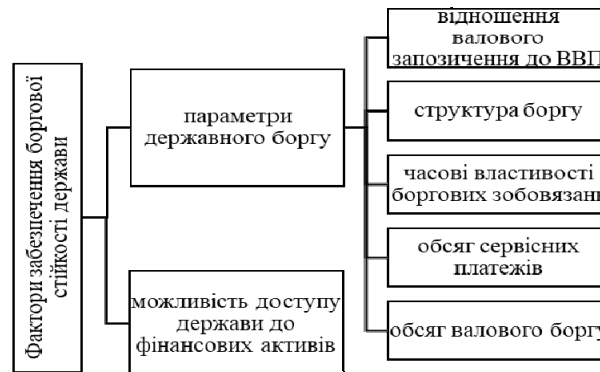 Фактори забезпечення боргової
стійкості держави
параметри
державного боргу
можливість доступу
держави до
фінансових активів
відношення
валового
запозичення до ВВП
структура боргу
часові властивості
боргових зобовязань
обсяг сервісних
платежів
обсяг валового боргу